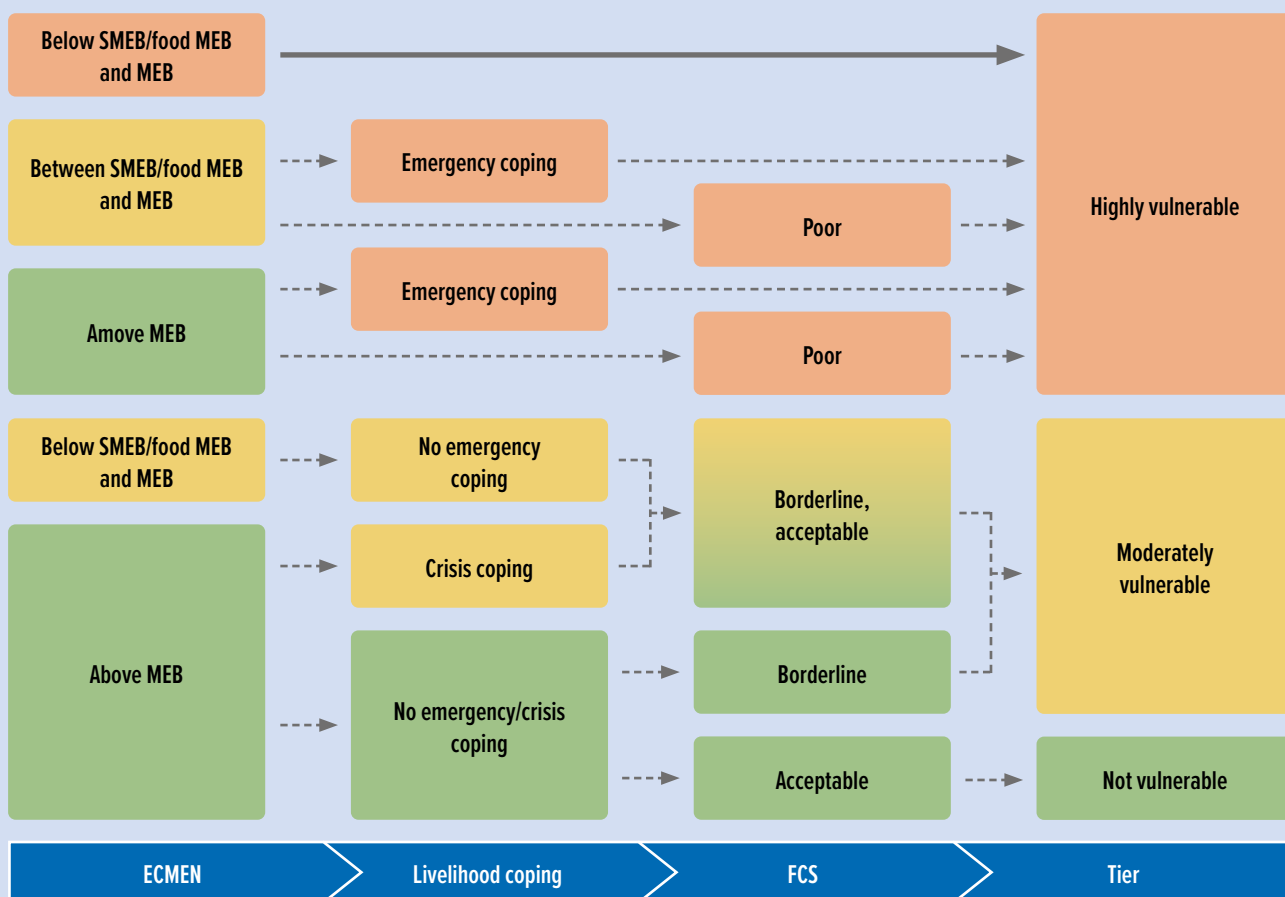 Below SMEB/food MEB
and MEB
Between SMEB/food MEB
and MEB
Emergency coping
Poor
Highly vulnerable
Amove MEB
Emergency coping
Poor
Below SMEB/food MEB
and MEB
No emergency
coping
Borderline,
acceptable
Crisis coping
Moderately
vulnerable
Above MEB
No emergency/crisis
coping
Borderline
Acceptable
Not vulnerable
ECMEN
Livelihood coping
FCS
Tier